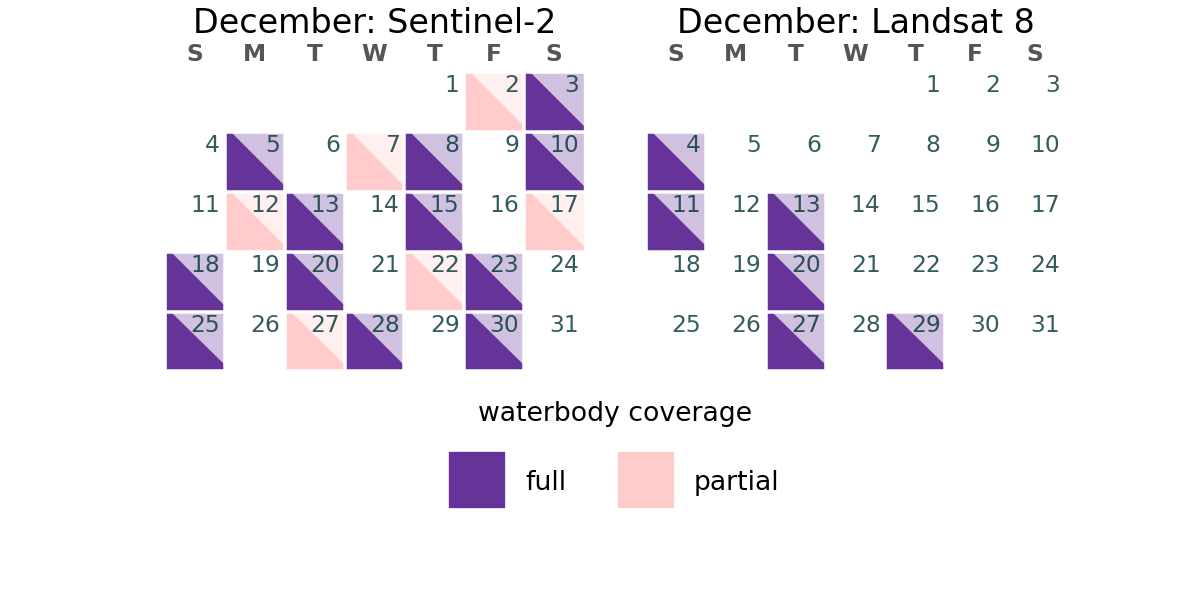 December: Sentinel-2
S M T W T F S
1 2 3
4 5 6 7 8 9 10
11 12 13 14 15 16 17
18 19 20 21 22 23 24
25 26 27 28 29 30 31
December: Landsat 8
S M T W T F S
1 2 3
4 5 6 7 8 9 10
11 12 13 14 15 16 17
18 19 20 21 22 23 24
25 26 27 28 29 30 31
waterbody coverage
full
partial